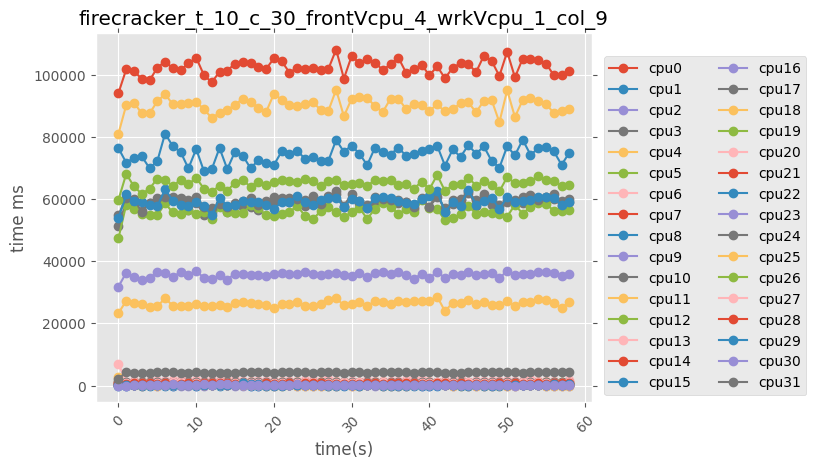 firecracker_t_10_c_30_frontVcpu_4_wrkVcpu_1_col_9
time ms
100000
80000
60000
40000
20000
0
0
10
20
30
40
50
60
time(s)
cpu0
cpu1
cpu2
cpu3
cpu4
cpu5
cpu6
cpu7
cpu8
cpu9
cpu10
cpu11
cpu12
cpu13
cpu14
cpu15
cpu16
cpu17
cpu18
cpu19
cpu20
cpu21
cpu22
cpu23
cpu24
cpu25
cpu26
cpu27
cpu28
cpu29
cpu30
cpu31